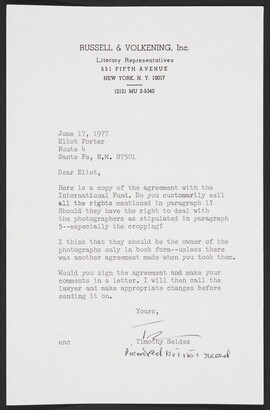 RUSSELL & VOLKENING, Inc.
Literary Representatives
551 FIFTH AVENUE
NEW YORK, N. Y. 10017
(212) MU 2-5340
June 17, 1977
Eliot Porter
Route 4
Sante Fe, N.M. 87501
Dear Eliot,
Here is a copy of the agreement with the
International Fund. Do you customarily sell
all the rights mentioned in paragraph 1?
Should they have the right to deal with
the photographers as stipulated in paragraph
5--especially the cropping?
I think that they should be the owner of the
photographs only in book form--unless there
was another agreement made when you took them.
Would you sign the agreement and make your
comments in a letter. I will then call the
lawyer and make appropriate changes before
sending it on.
Yours,
Timothy Seldes
enc
not read